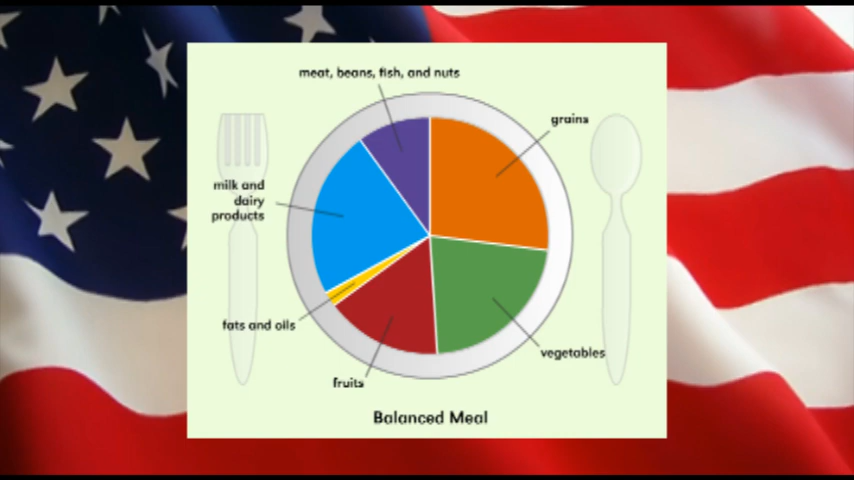 meat, beans, fish, and nuts
grains
milk and
dairy
products
fats and oils
vegetables
fruits
Balanced Meal